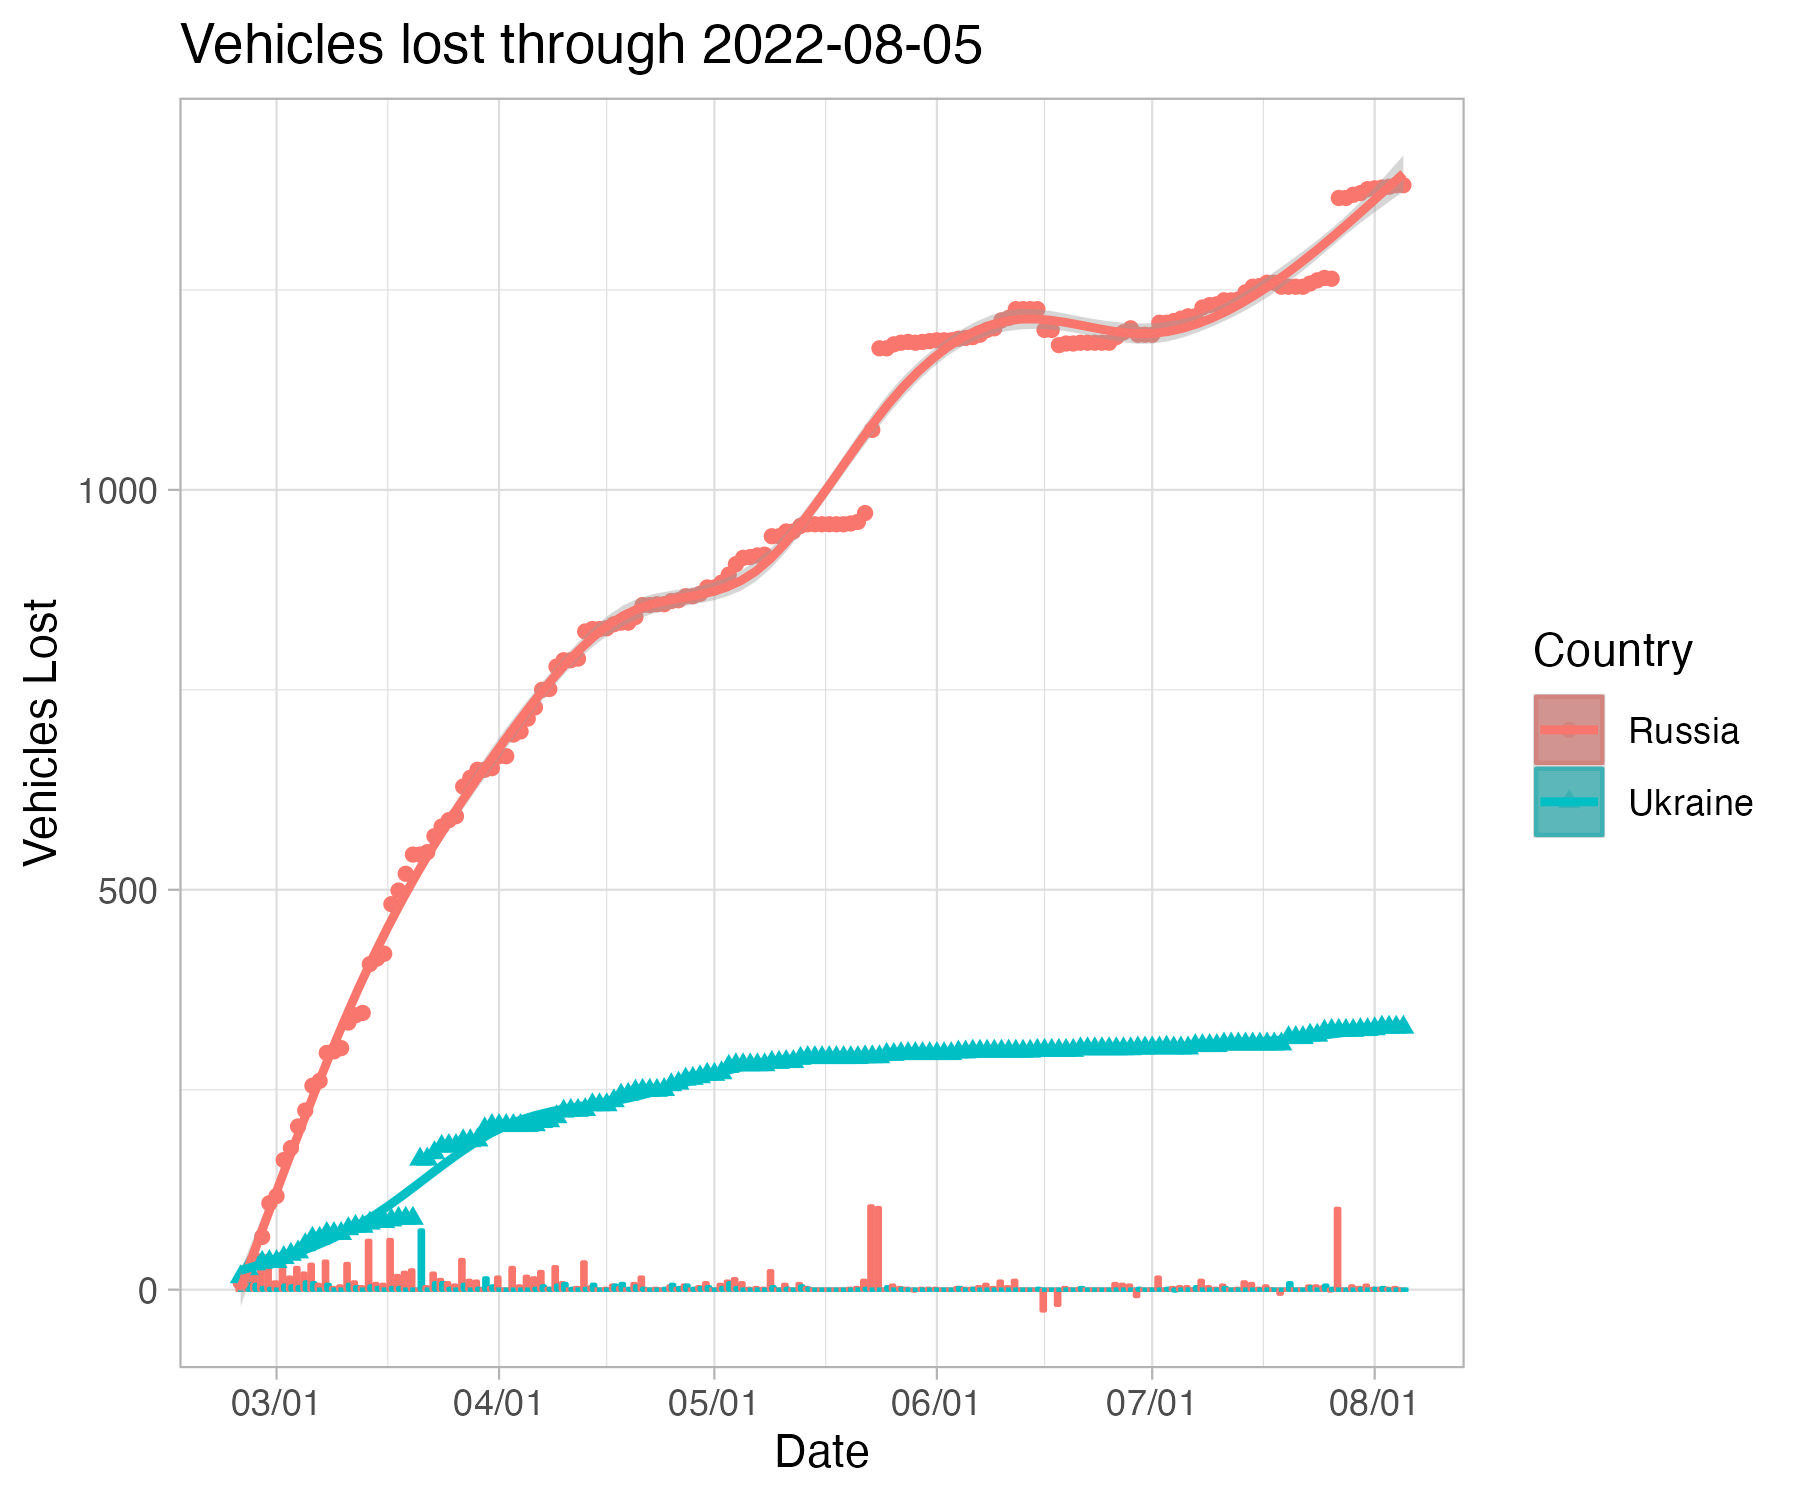 Vehicles lost through 2022-08-05
Vehicles Lost
1000
500
0
03/01
04/01
05/01
06/01
07/01
08/01
Date
Country
Russia
Ukraine